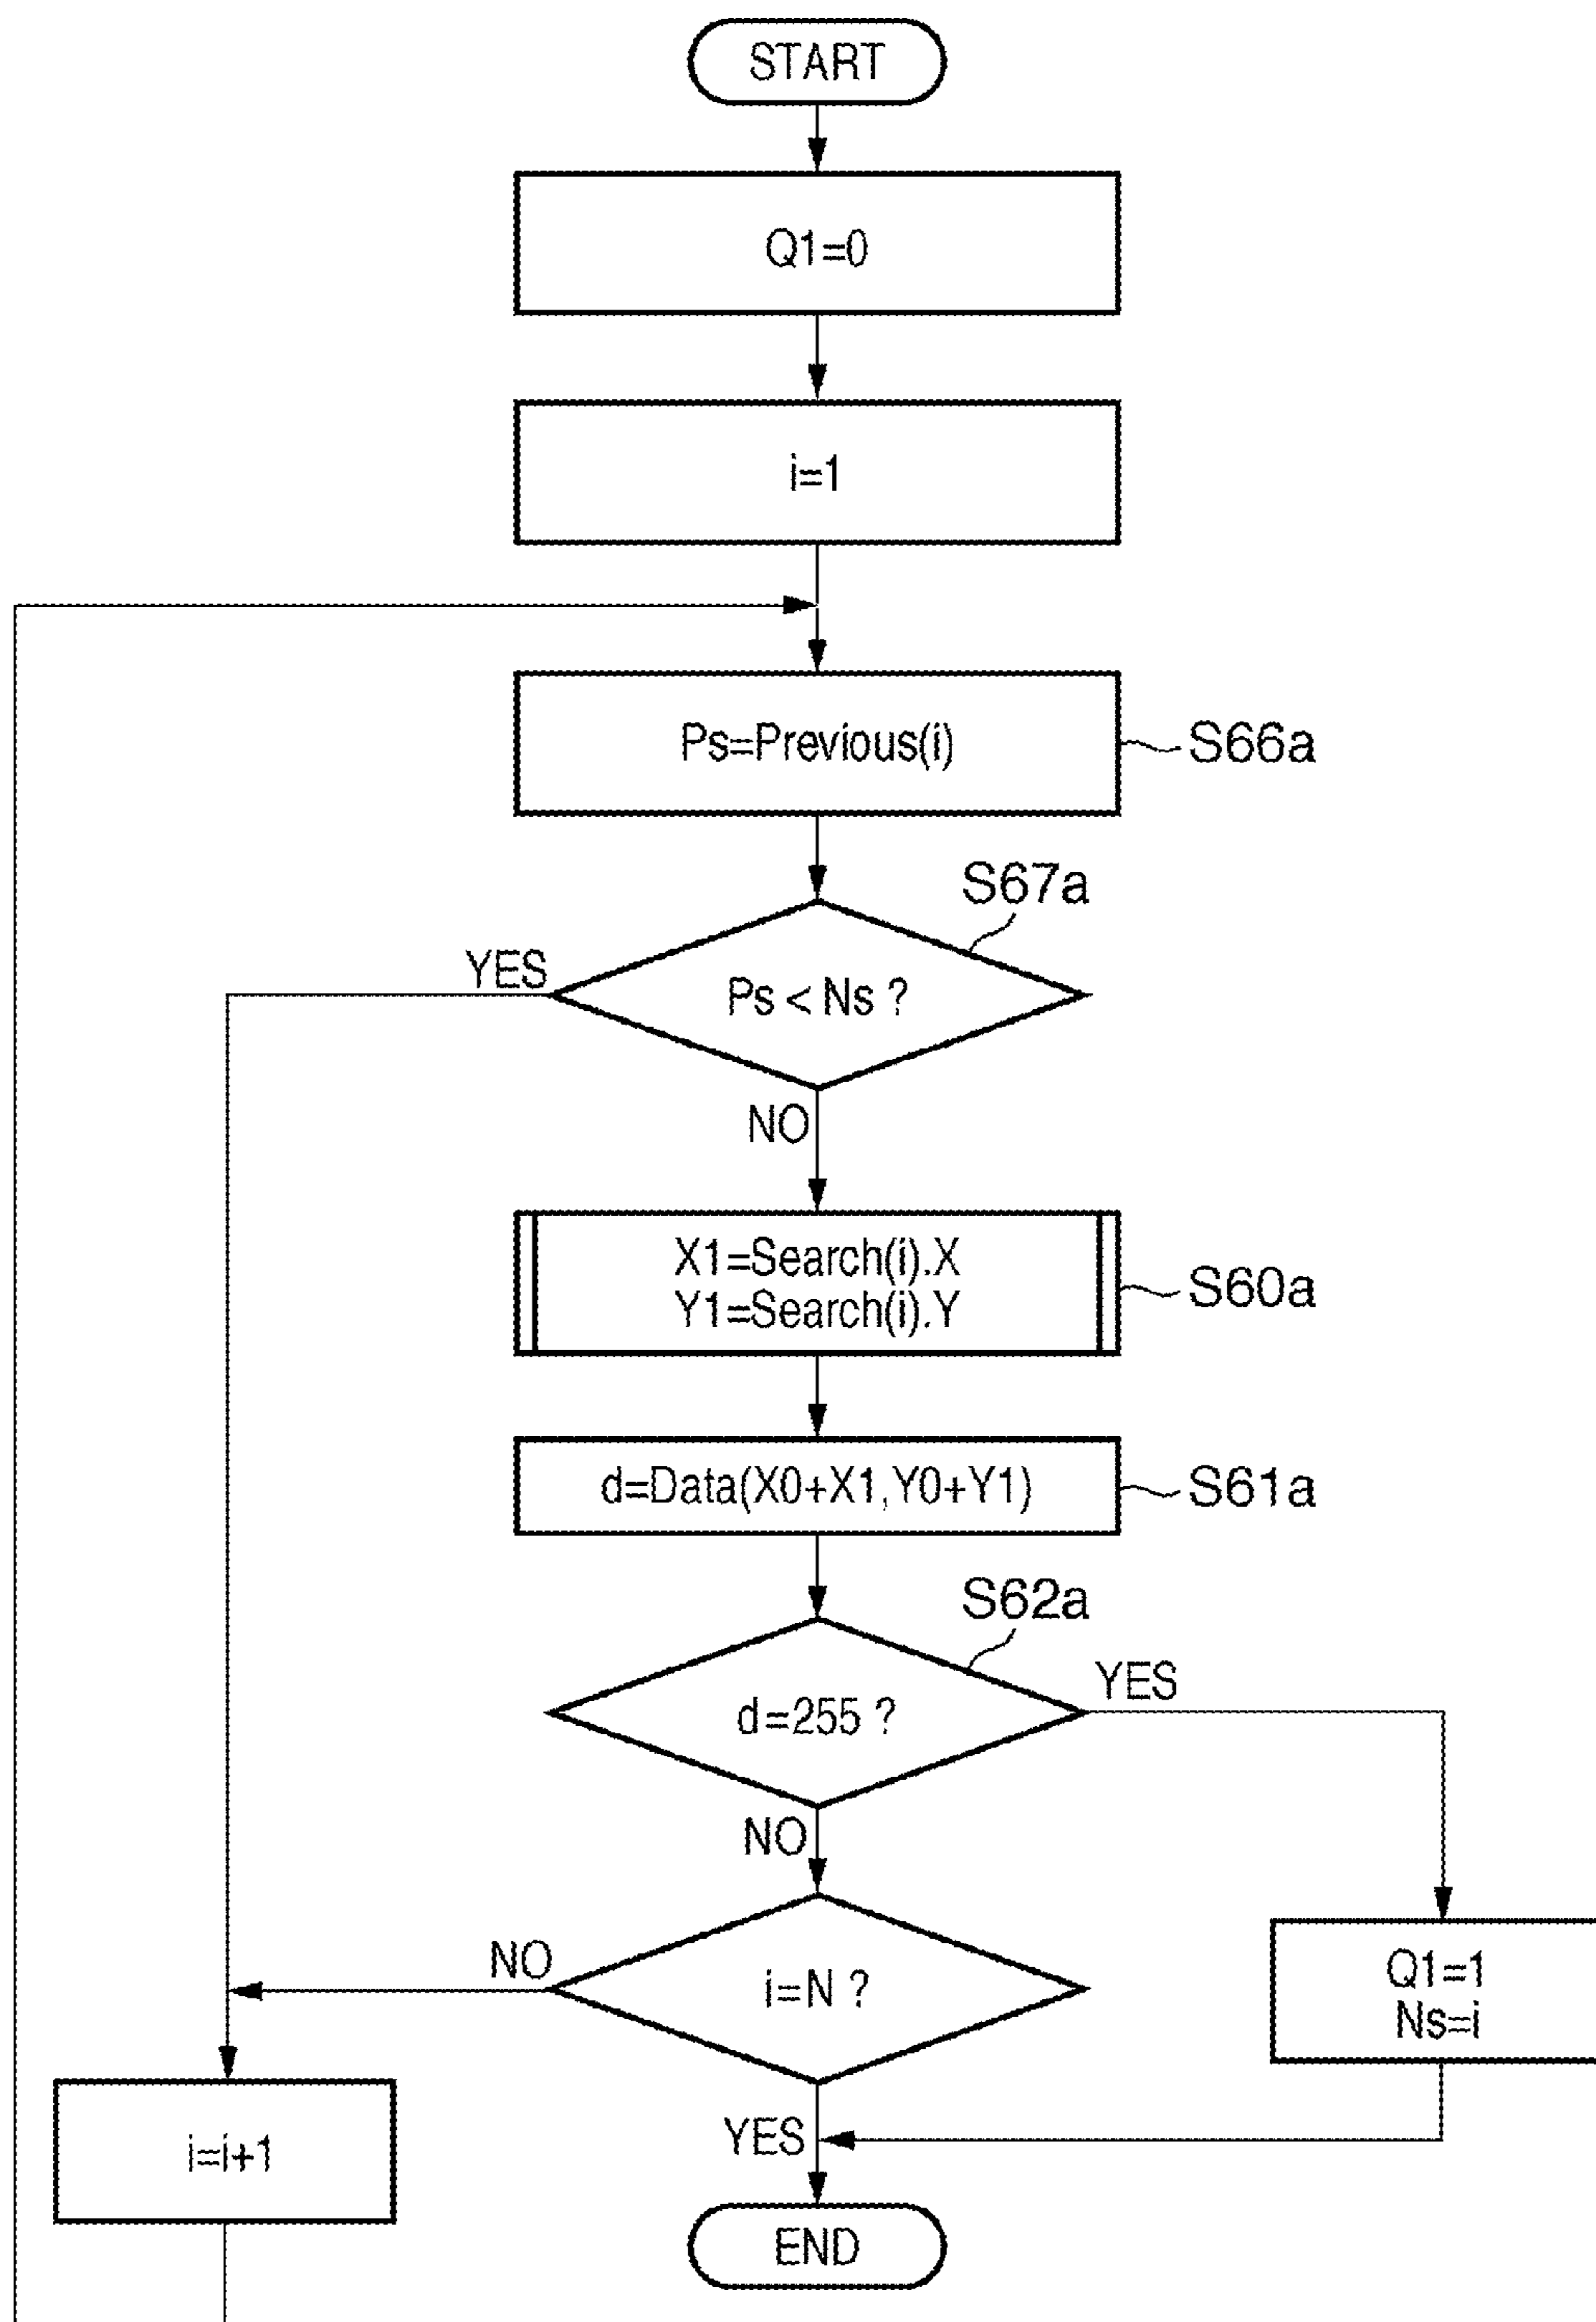 START
Q1=0
i=1
Ps=Previous(i)
S66a
S67a
YES
Ps < Ns ?
NO
X1=Search(i).X
Y1=Search(i).Y
S60a
d=Data(X0+X1,Y0+Y1)
S61a
S62a
YES
d=255 ?
NO
NO
i=N ?
Q1=1
Ns=i
YES
i=i+1
END